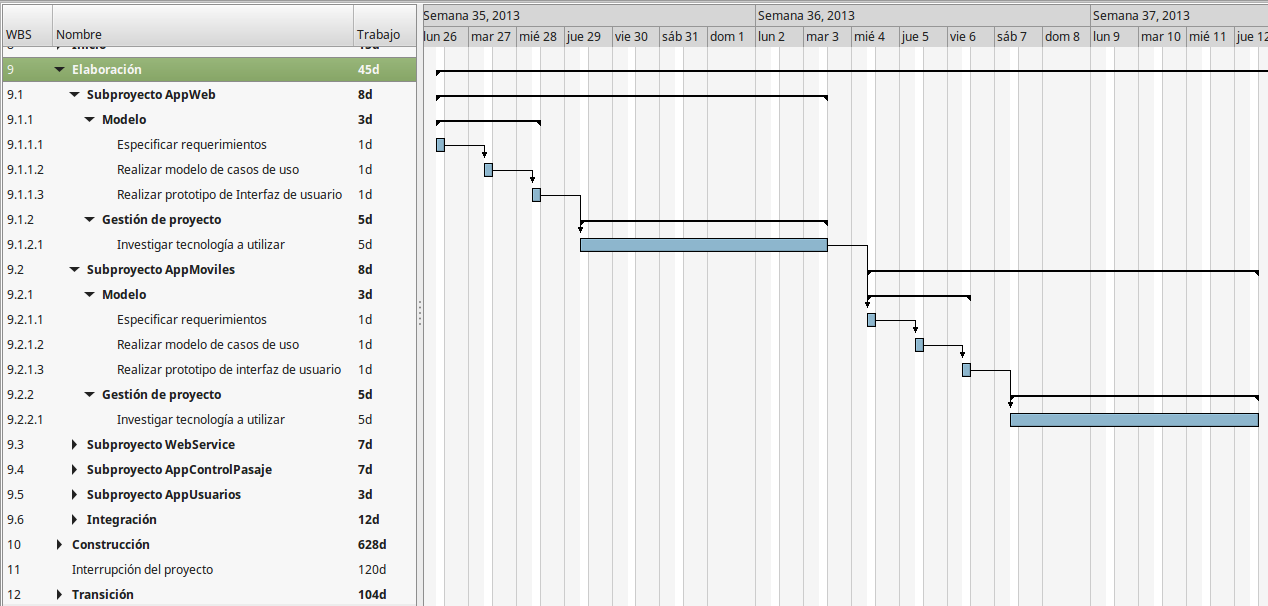 Semana 35, 2013 Semana 36, 2013 Semana 37, 2013
WBS Nombre Trabajo lun 26 mar 27 mié 28 jue 29 vie 30 sáb 31 dom 1 lun 2 mar 3 mié 4 jue 5 vie 6 sáb 7 dom 8 lun 9 mar 10 mié 11 jue 12
9 Elaboración 45d
9.1 Subproyecto AppWeb 8d
9.1.1 Modelo 3d
9.1.1.1 Especificar requerimientos 1d
9.1.1.2 Realizar modelo de casos de uso 1d
9.1.1.3 Realizar prototipo de Interfaz de usuario 1d
9.1.2 Gestión de proyecto 5d
9.1.2.1 Investigar tecnología a utilizar 5d
9.2 Subproyecto AppMoviles 8d
9.2.1 Modelo 3d
9.2.1.1 Especificar requerimientos 1d
9.2.1.2 Realizar modelo de casos de uso 1d
9.2.1.3 Realizar prototipo de interfaz de usuario 1d
9.2.2 Gestión de proyecto 5d
9.2.2.1 Investigar tecnología a utilizar 5d
9.3 Subproyecto WebService 7d
9.4 Subproyecto AppControlPasaje 7d
9.5 Subproyecto AppUsuarios 3d
9.6 Integración 12d
10 Construcción 628d
11 Interrupción del proyecto 120d
12 Transición 104d